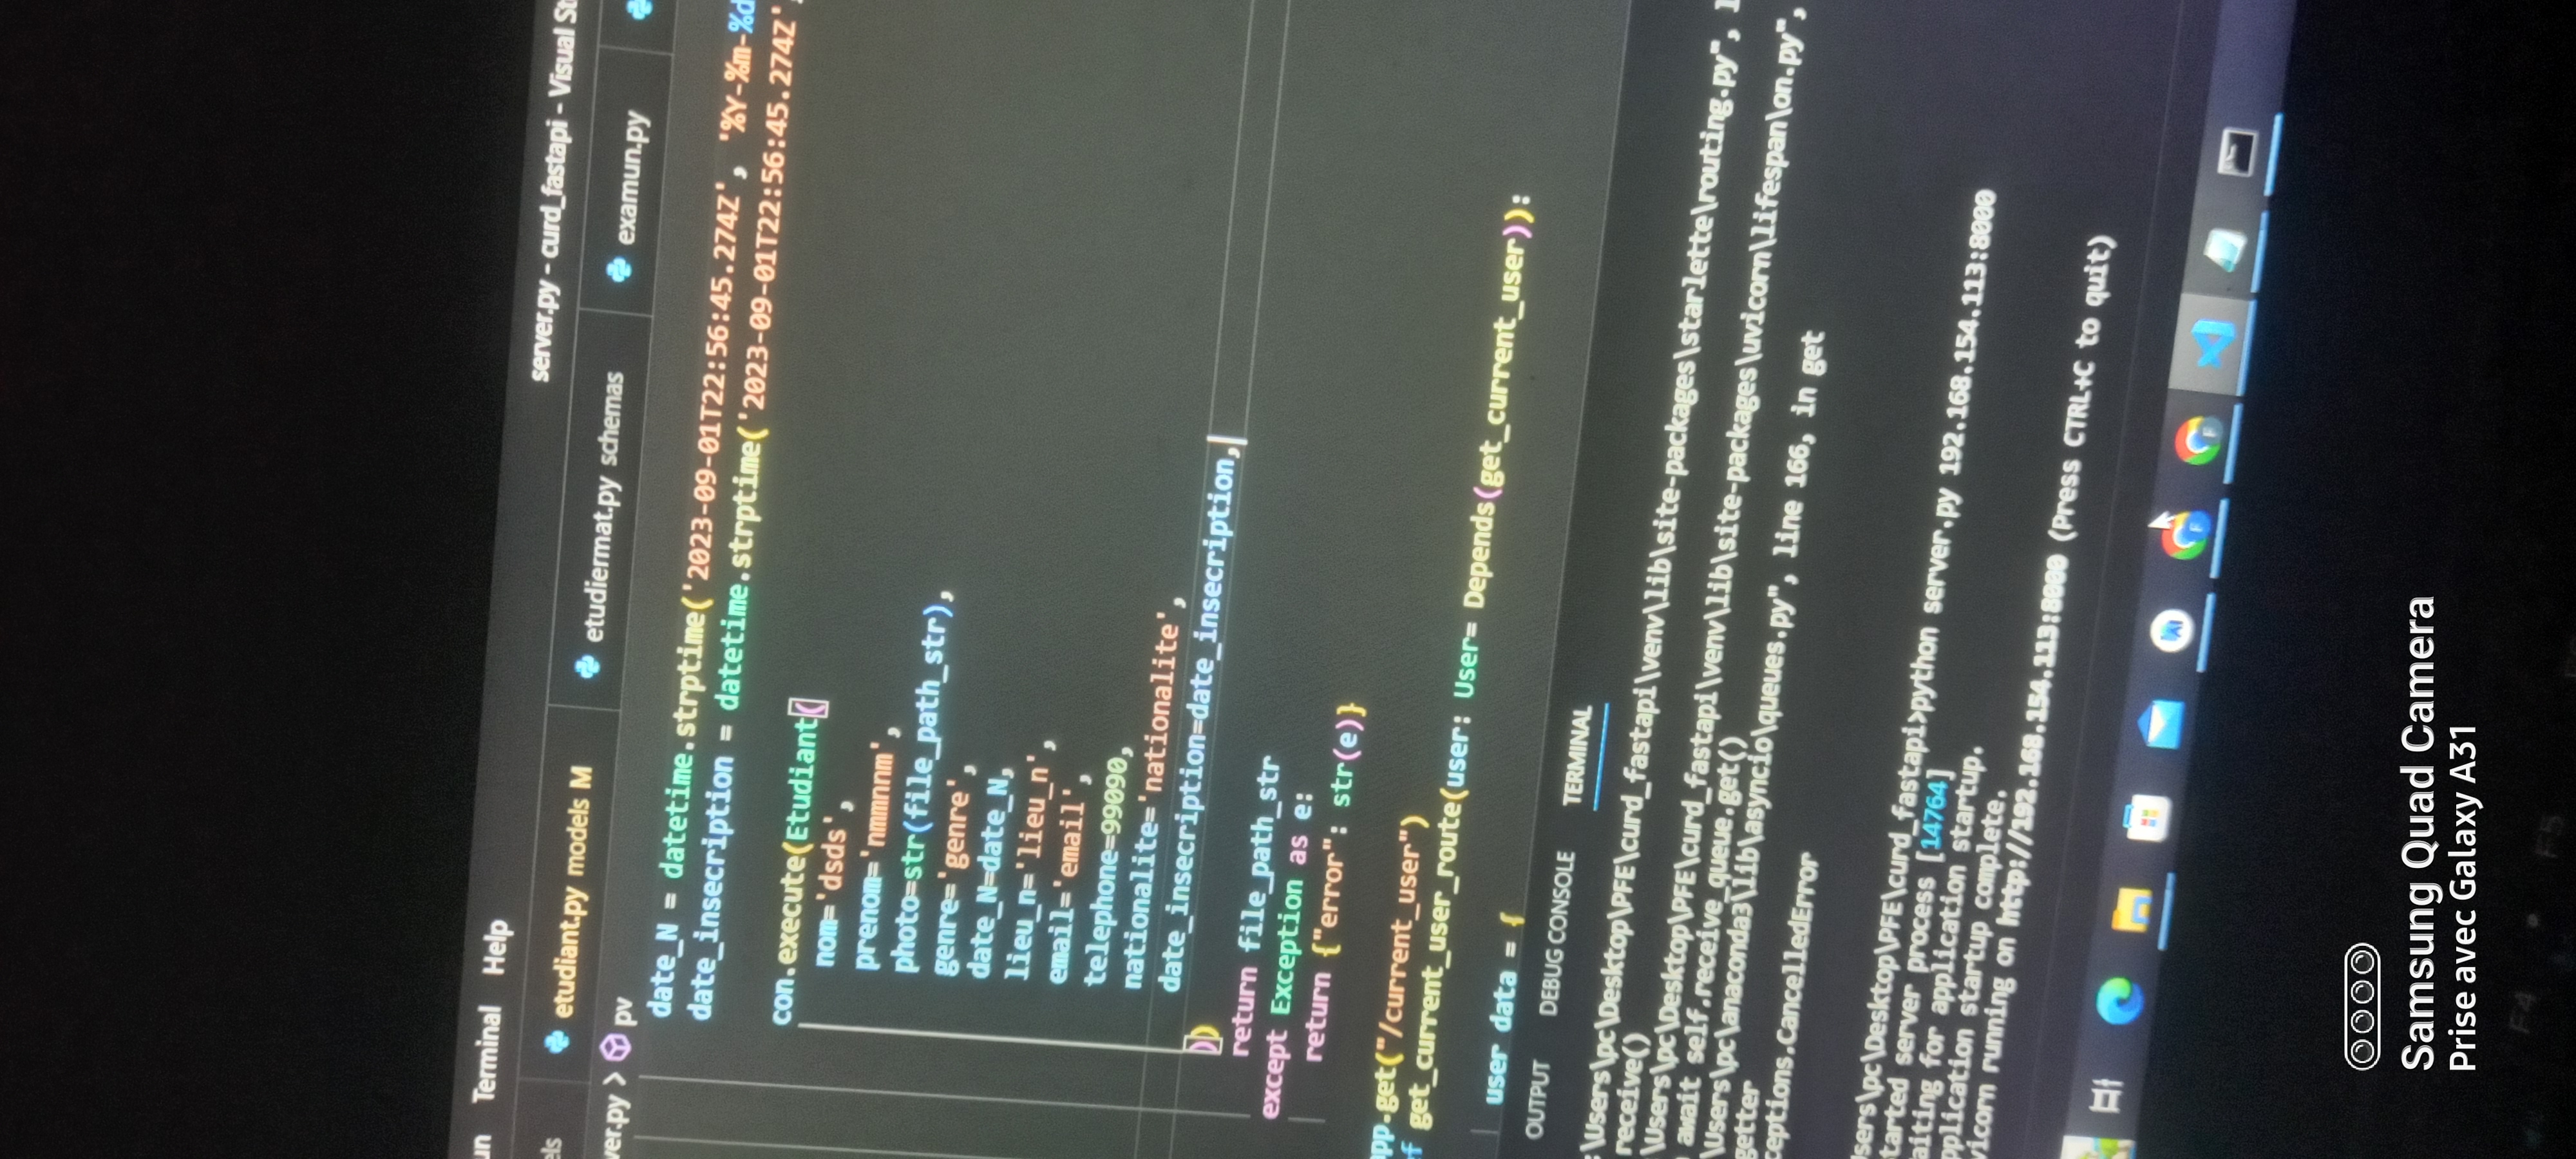 un Terminal Help
server.py - curd_fastapi - Visual St
els etudiant.py models M etudiermat.py schemas examun.py
ver.py > pv
date_N = datetime.strptime('2023-09-01T22:56:45.274Z', '%Y-%m-%d
date_insecription = datetime.strptime('2023-09-01T22:56:45.274Z',
con.execute(Etudiant(
nom='dsds',
prenom='nmmnnm',
photo=str(file_path_str),
genre='genre',
date_N=date_N,
lieu_n='lieu_n',
email='email',
telephone=99090,
nationalite='nationalite',
date_insecription=date_insecription,
))
return file_path_str
except Exception as e:
return {"error": str(e)}
app.get("/current_user")
ef get_current_user_route(user: User= Depends(get_current_user)):
user data = {
OUTPUT DEBUG CONSOLE TERMINAL
:\Users\pc\Desktop\PFE\curd_fastapi\venv\lib\site-packages\starlette\routing.py", l
receive()
:\Users\pc\Desktop\PFE\curd_fastapi\venv\lib\site-packages\uvicorn\lifespan\on.py",
await self.receive_queue.get()
\Users\pc\anaconda3\lib\asyncio\queues.py", line 166, in get
getter
ceptions.CancelledError
Users\pc\Desktop\PFE\curd_fastapi>python server.py 192.168.154.113:8000
tarted server process [14764]
aiting for application startup.
pplication startup complete.
vicorn running on http://192.168.154.113:8000 (Press CTRL+C to quit)
Samsung Quad Camera
Prise avec Galaxy A31
F4
F5